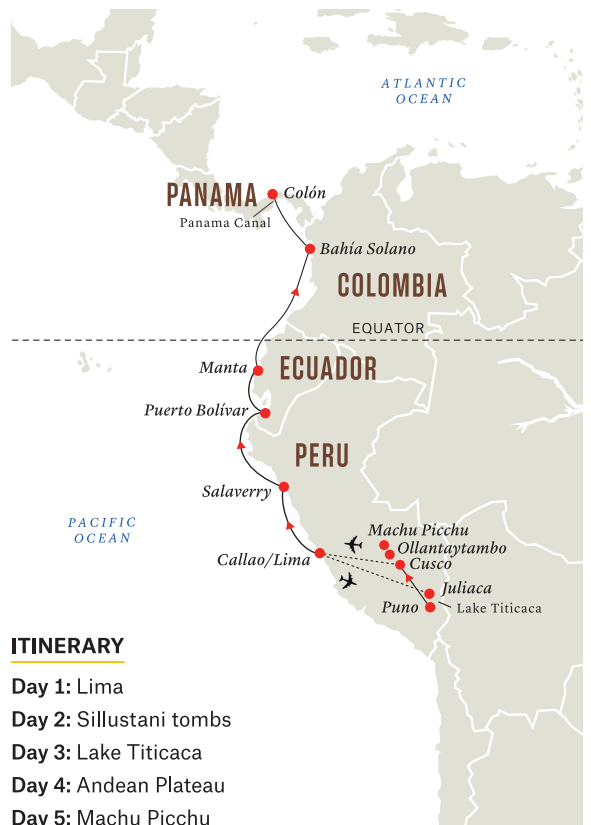 ATLANTIC
OCEAN
PANAMA
Colón
Panama Canal
Bahía Solano
COLOMBIA
EQUATOR
Manta
ECUADOR
Puerto Bolívar
PERU
Salaverry
PACIFIC
OCEAN
Machu Picchu
Ollantaytambo
Callao/Lima
Cusco
Juliaca
Puno
Lake Titicaca
ITINERARY
Day 1: Lima
Day 2: Sillustani tombs
Day 3: Lake Titicaca
Day 4: Andean Plateau
Day 5: Machu Picchu